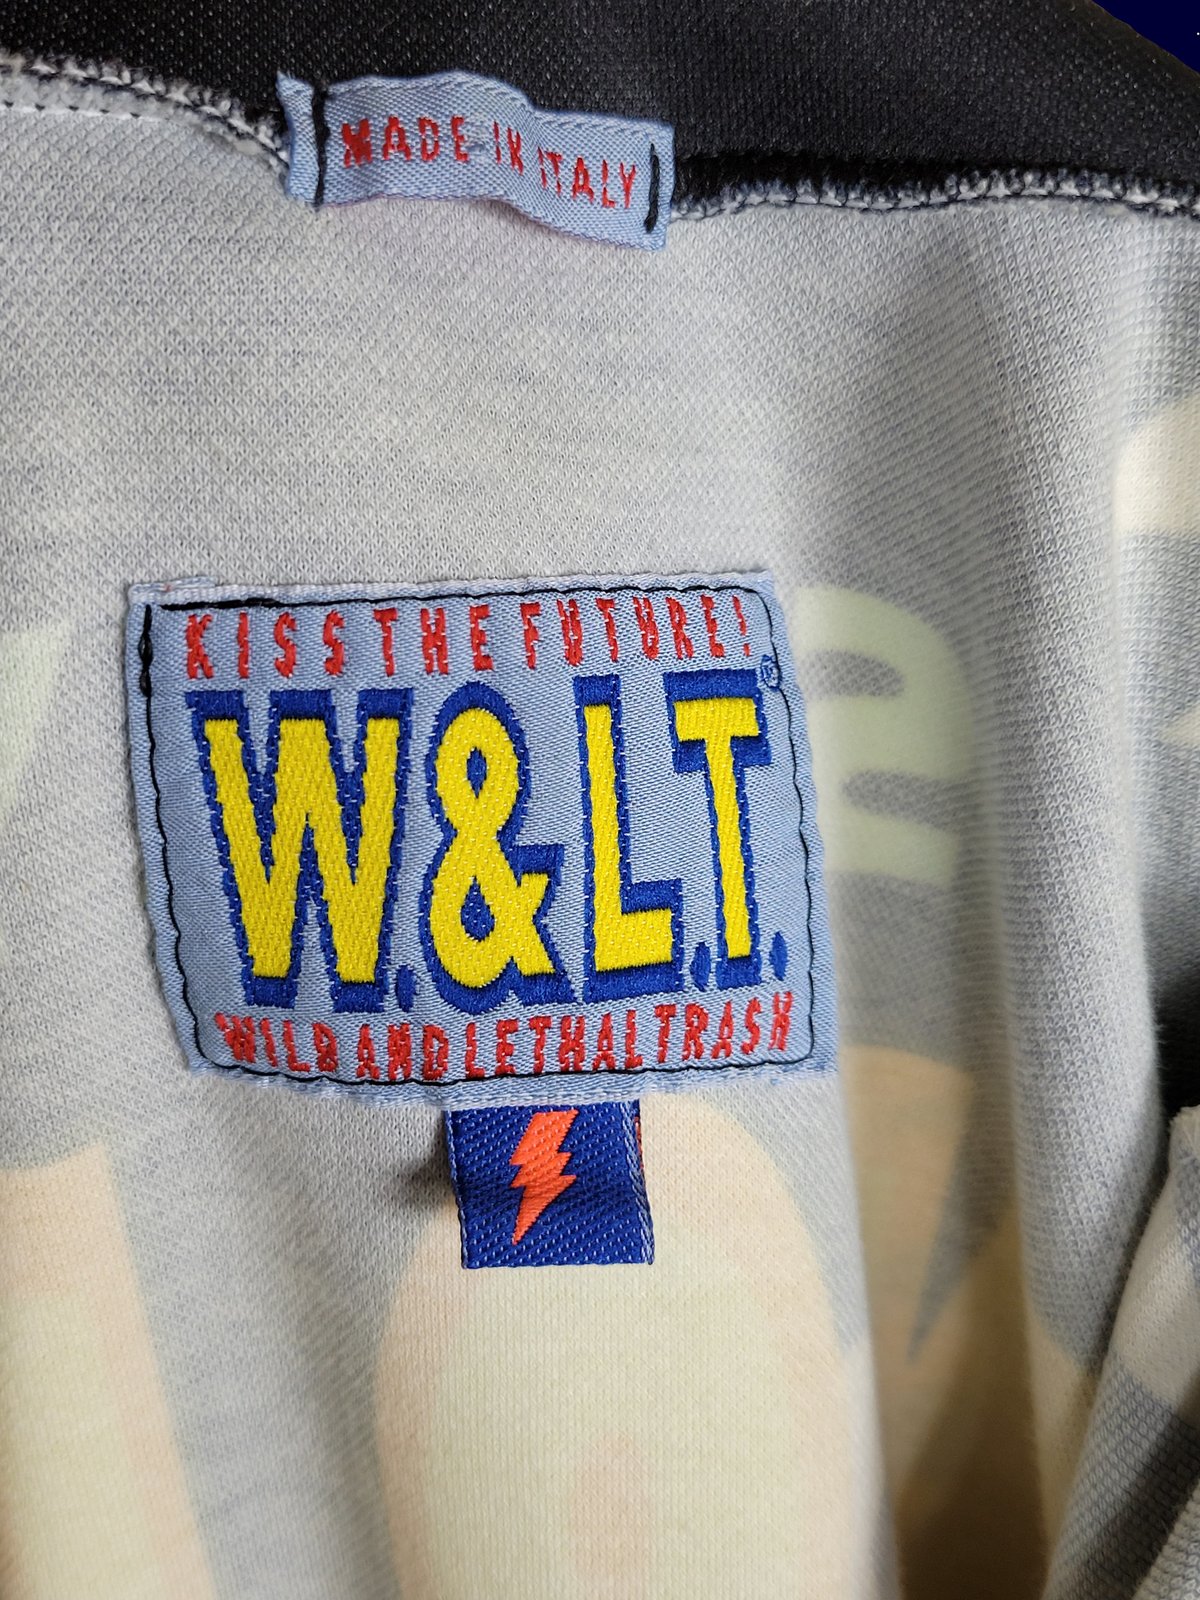 MADE IN ITALY
KISS THE FUTURE!
W.&L.T.®
WILD AND LETHAL TRASH